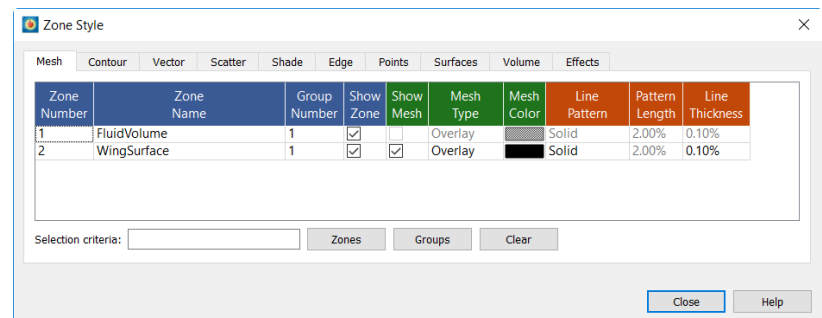 Zone Style
Mesh Contour Vector Scatter Shade Edge Points Surfaces Volume Effects
Zone Number Zone Name Group Number Show Zone Show Mesh Mesh Type Mesh Color Line Pattern Pattern Length Line Thickness
1 FluidVolume 1 Overlay Solid 2.00% 0.10%
2 WingSurface 1 Overlay Solid 2.00% 0.10%
Selection criteria: Zones Groups Clear
Close Help